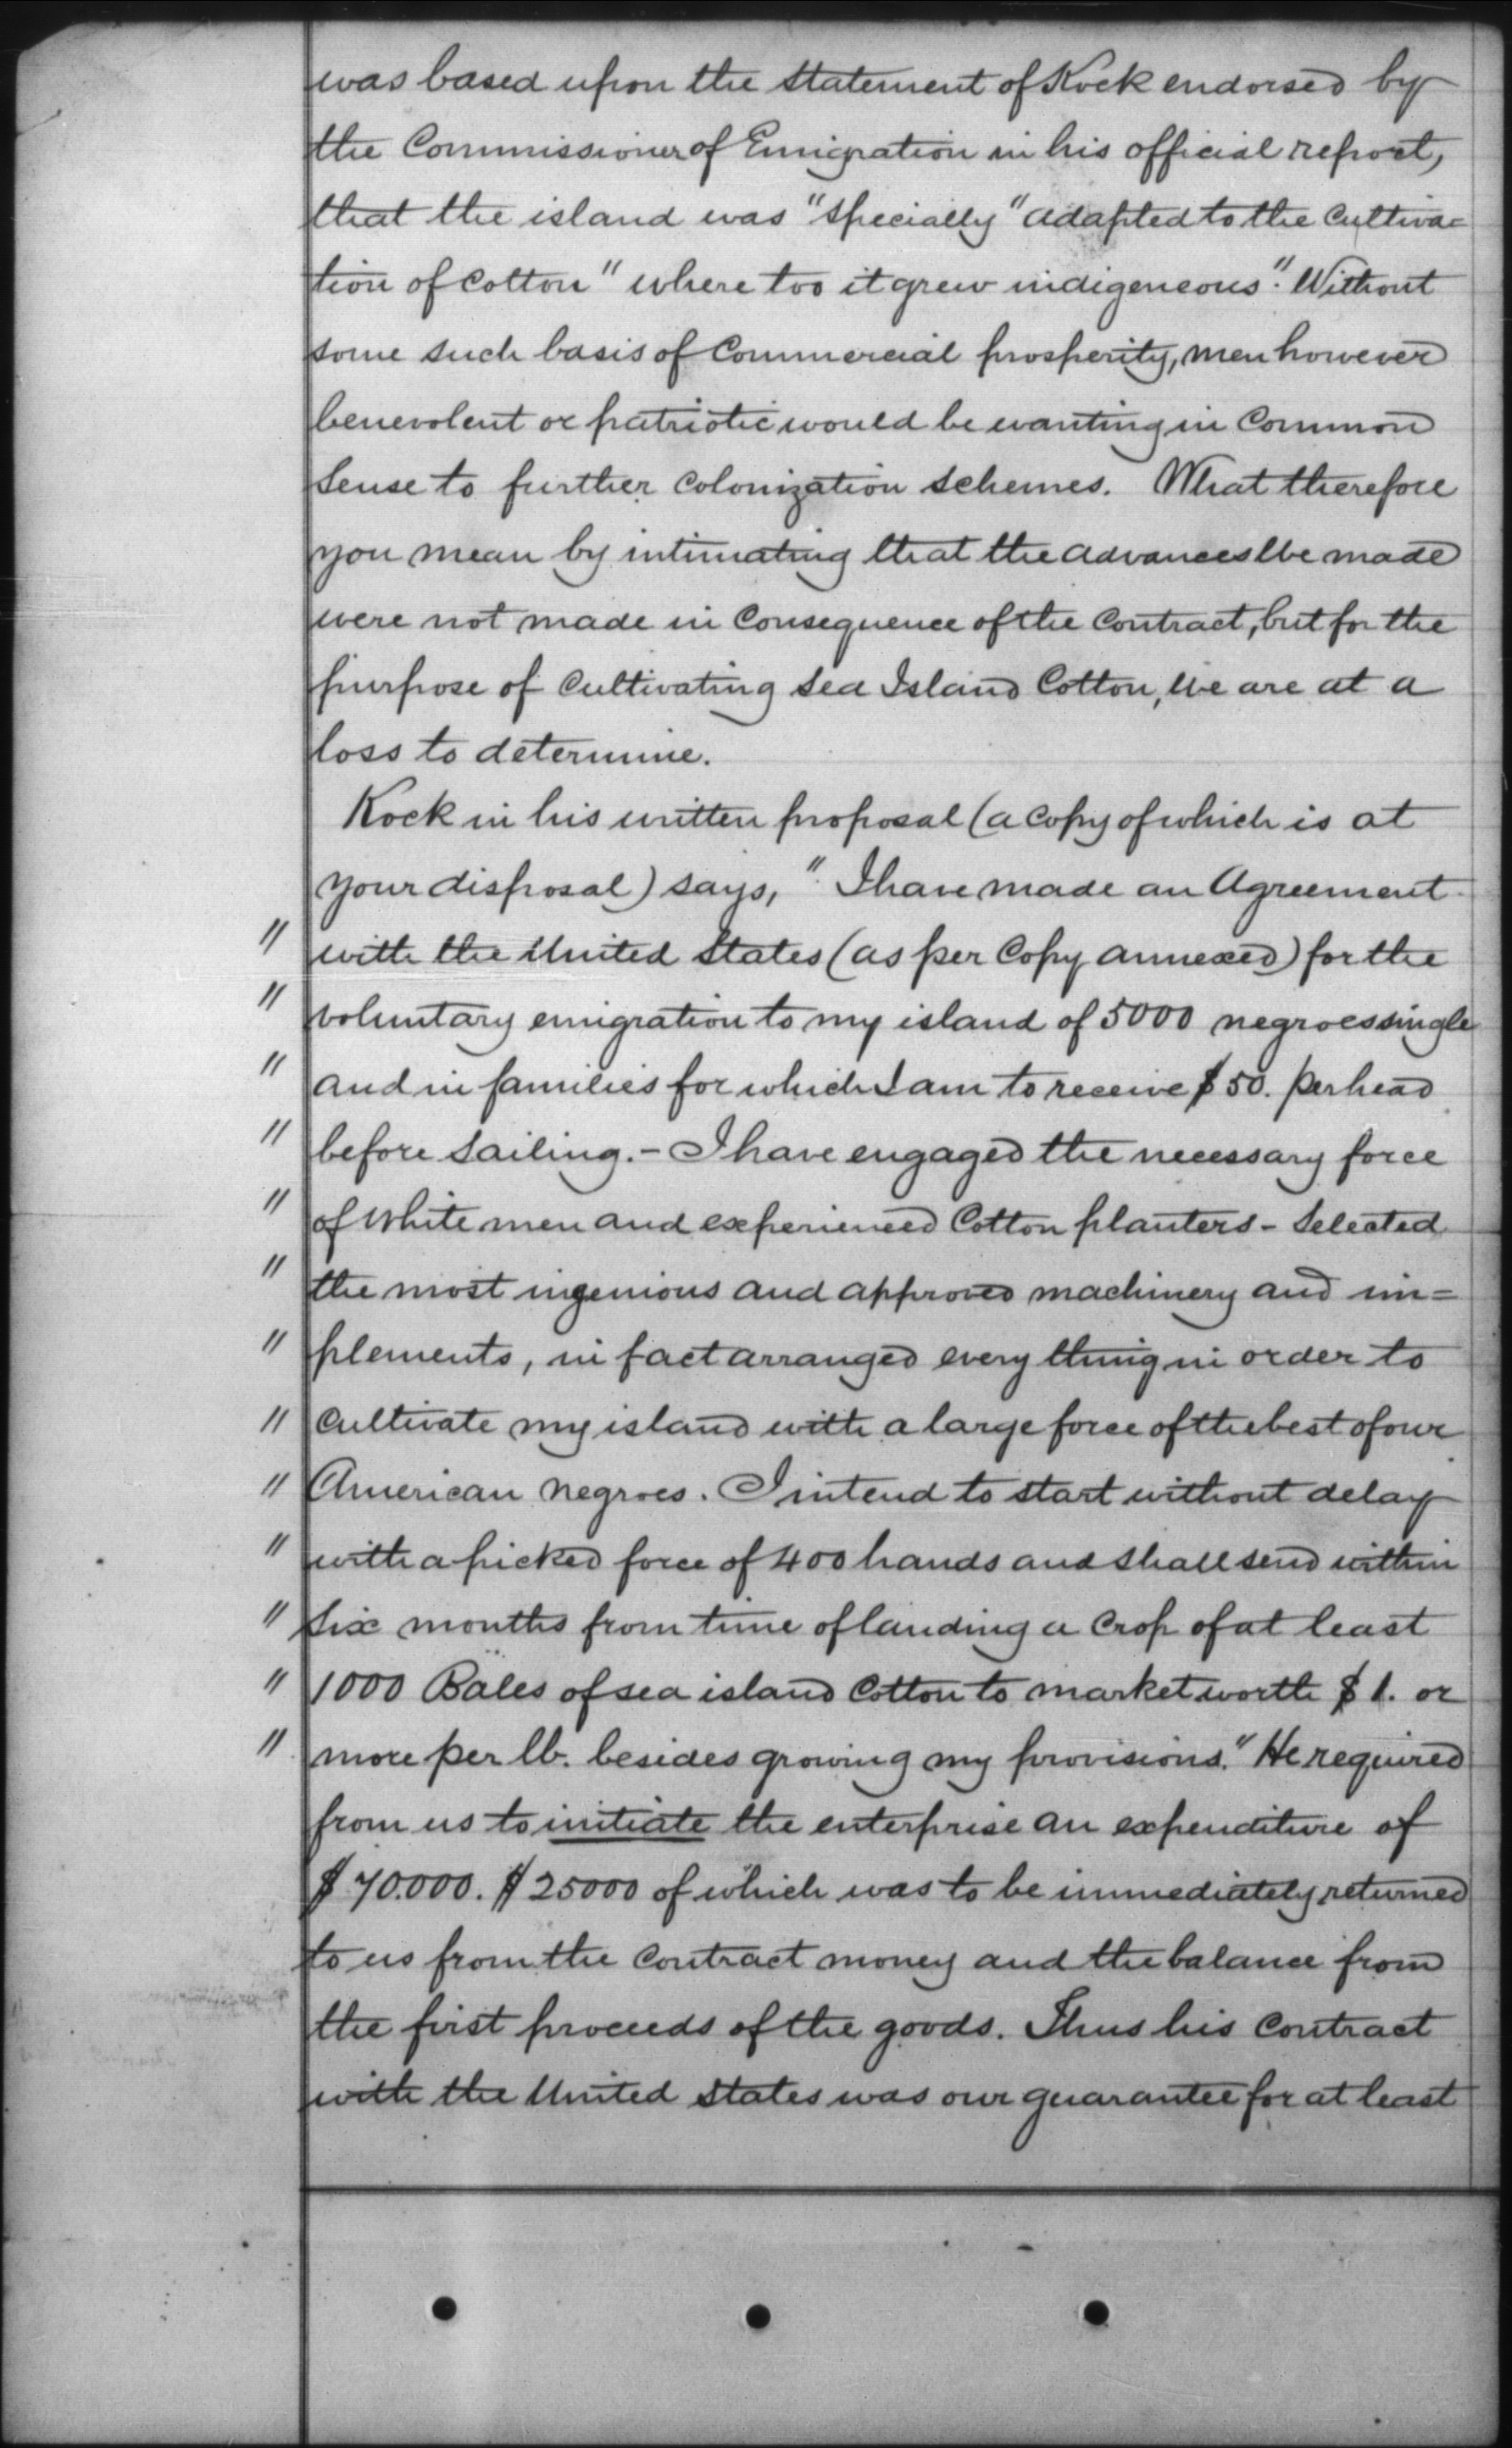 was based upon the statement of Kock endorsed by
the Commissioner of Emigration in his official report,
that the island was "specially" adapted to the cultiva=
tion of Cotton "where too it grew indigeneous". Without
some such basis of Commercial prosperity, men however
benevolent or patriotic would be wanting in Common
sense to further colonization schemes. What therefore
you mean by intimating that the advances we made
were not made in Consequence of the Contract, but for the
purpose of cultivating Sea Island Cotton, we are at a
loss to determine.
Kock in his written proposal (a copy of which is at
your disposal) says, "I have made an Agreement
" with the United States (as per Copy annexed) for the
" voluntary emigration to my island of 5000 negroes single
" and in families for which I am to receive $50. per head
" before sailing. - I have engaged the necessary force
" of white men and experienced Cotton planters - Selected
" the most ingenious and approved machinery and im=
" plements, in fact arranged every thing in order to
" cultivate my island with a large force of the best of our
" American negroes. I intend to start without delay
" with a picked force of 400 hands and shall send within
" six months from time of landing a Crop of at least
" 1000 Bales of sea island Cotton to market worth $1. or
" more per lb. besides growing my provisions." He required
from us to initiate the enterprise an expenditure of
$70.000. $25000 of which was to be immediately returned
to us from the contract money and the balance from
the first proceeds of the goods. Thus his Contract
with the United States was our guarantee for at least